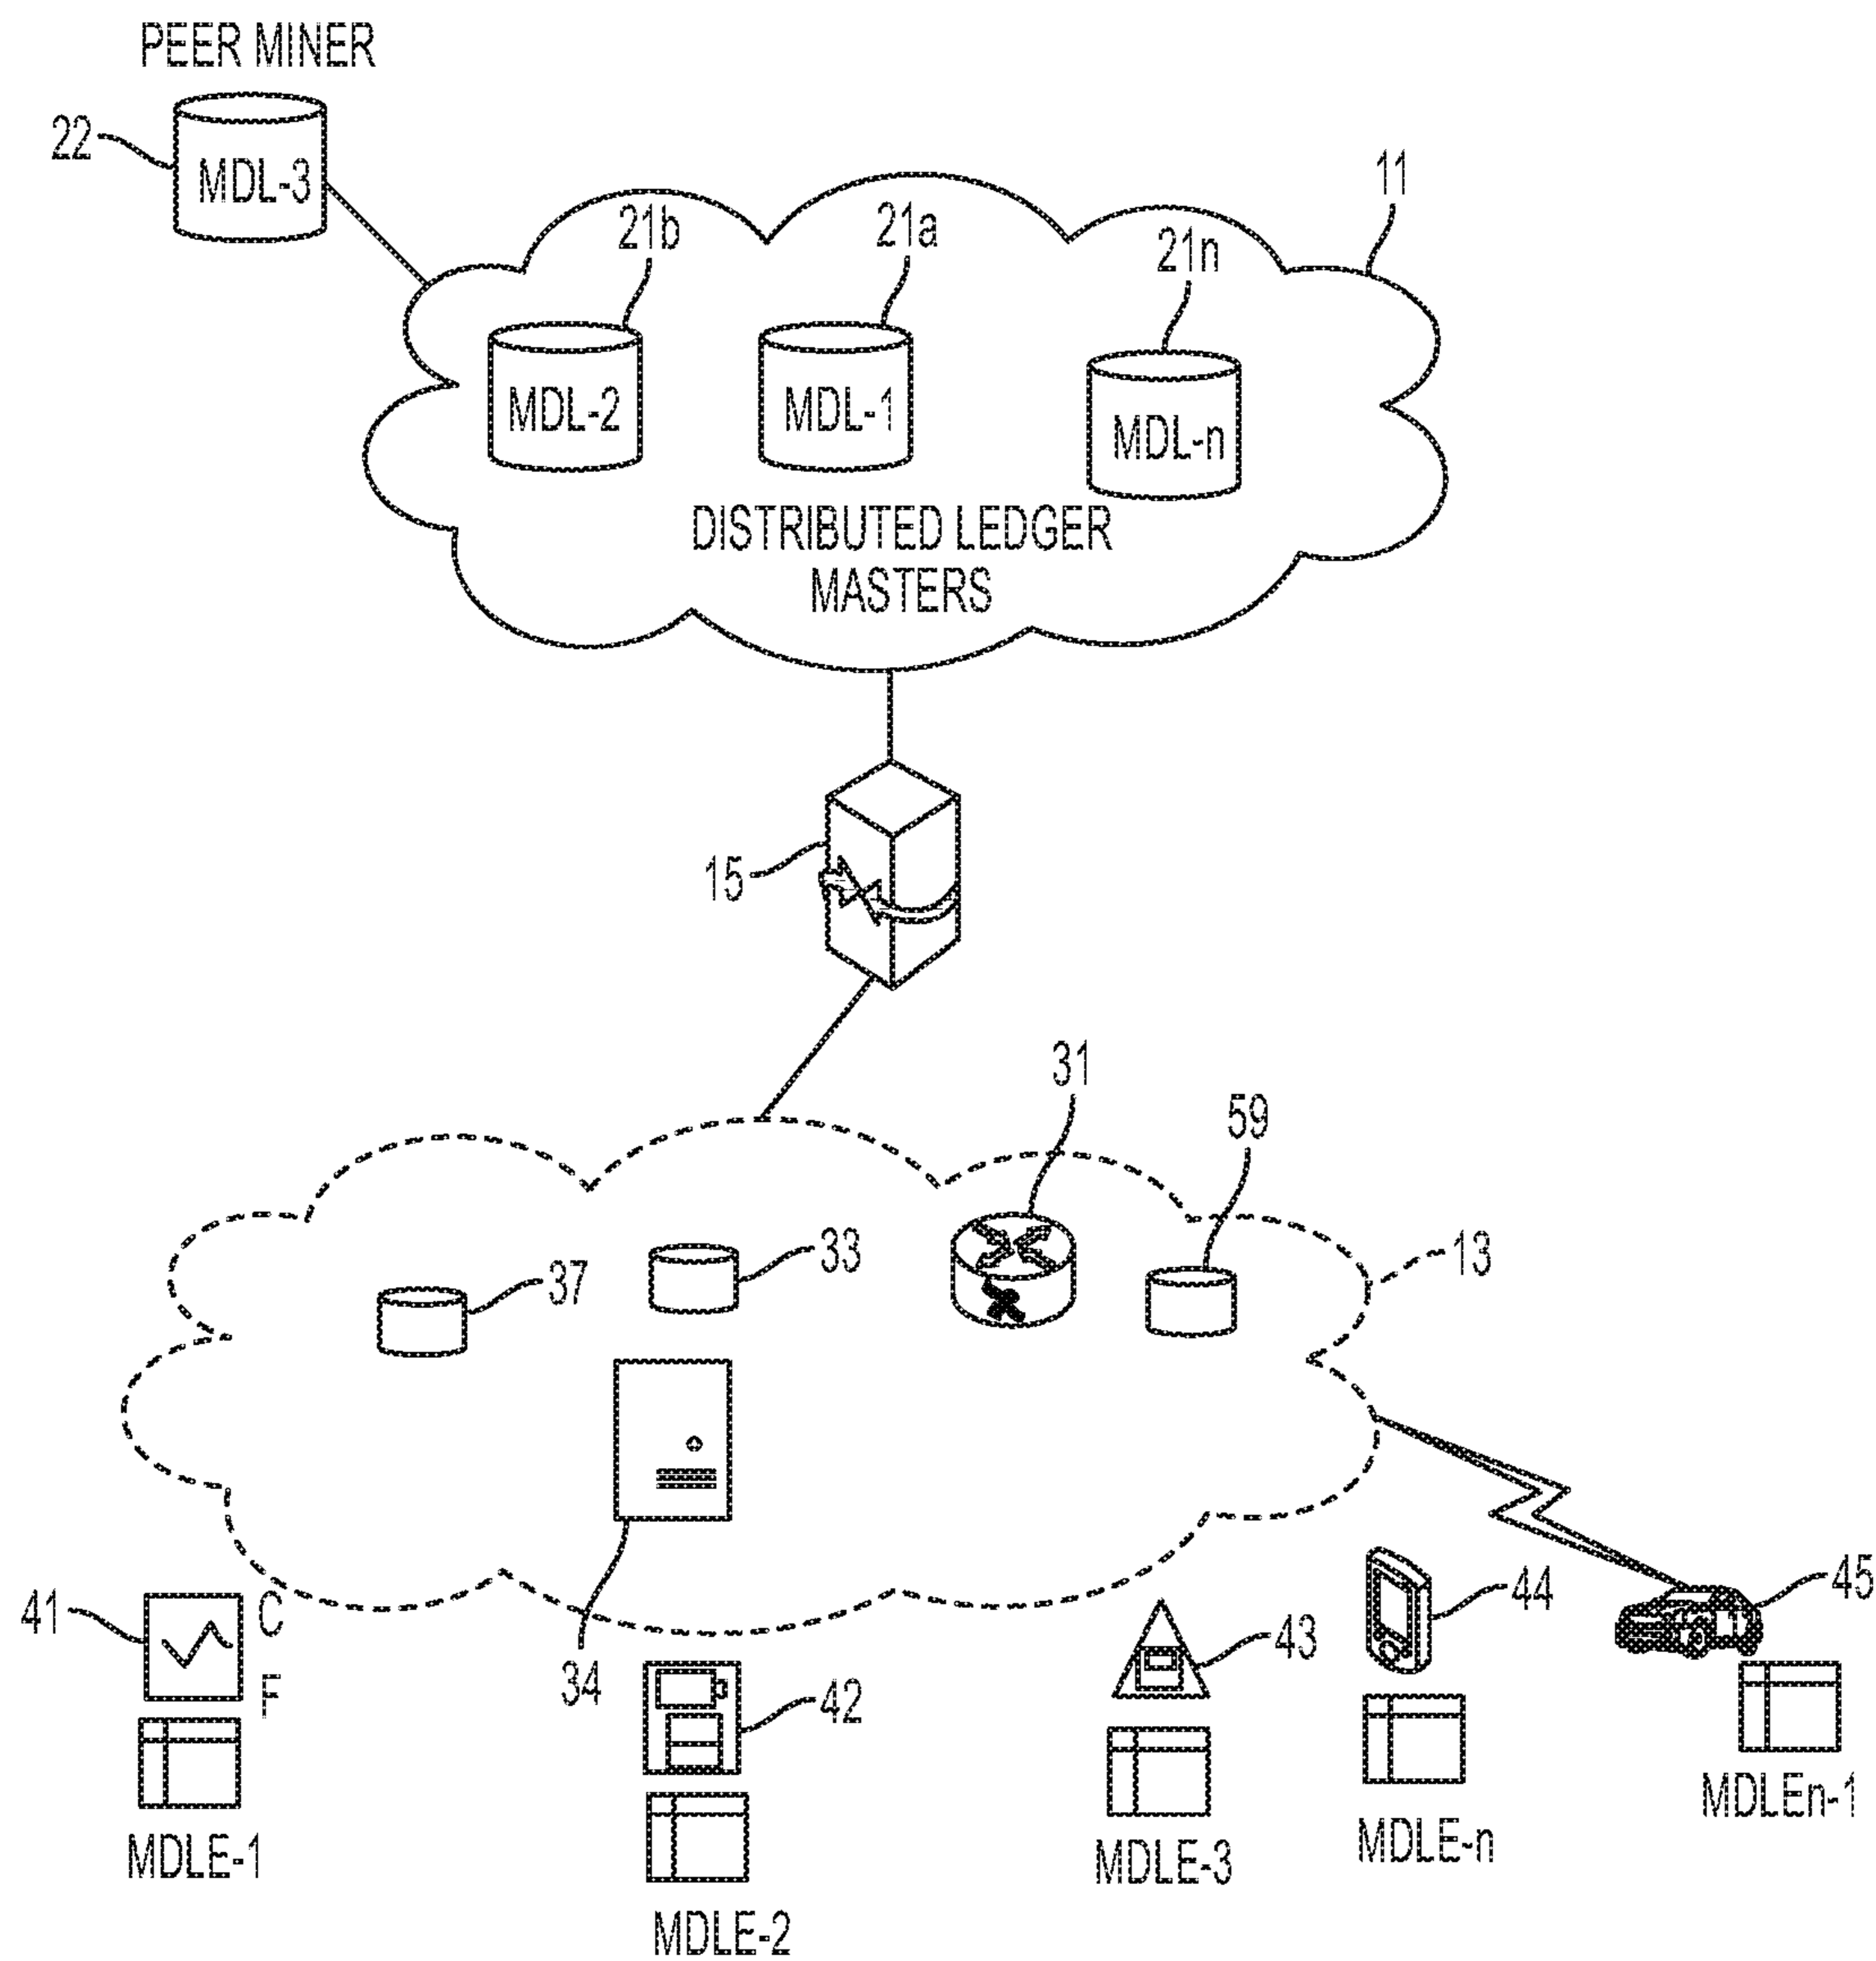 PEER MINER
22
MDL-3
11
21b
21a
21n
MDL-2
MDL-1
MDL-n
DISTRIBUTED LEDGER
MASTERS
15
31
59
13
33
37
34
41
C
F
MDLE-1
42
MDLE-2
43
MDLE-3
44
MDLE-n
45
MDLEn-1